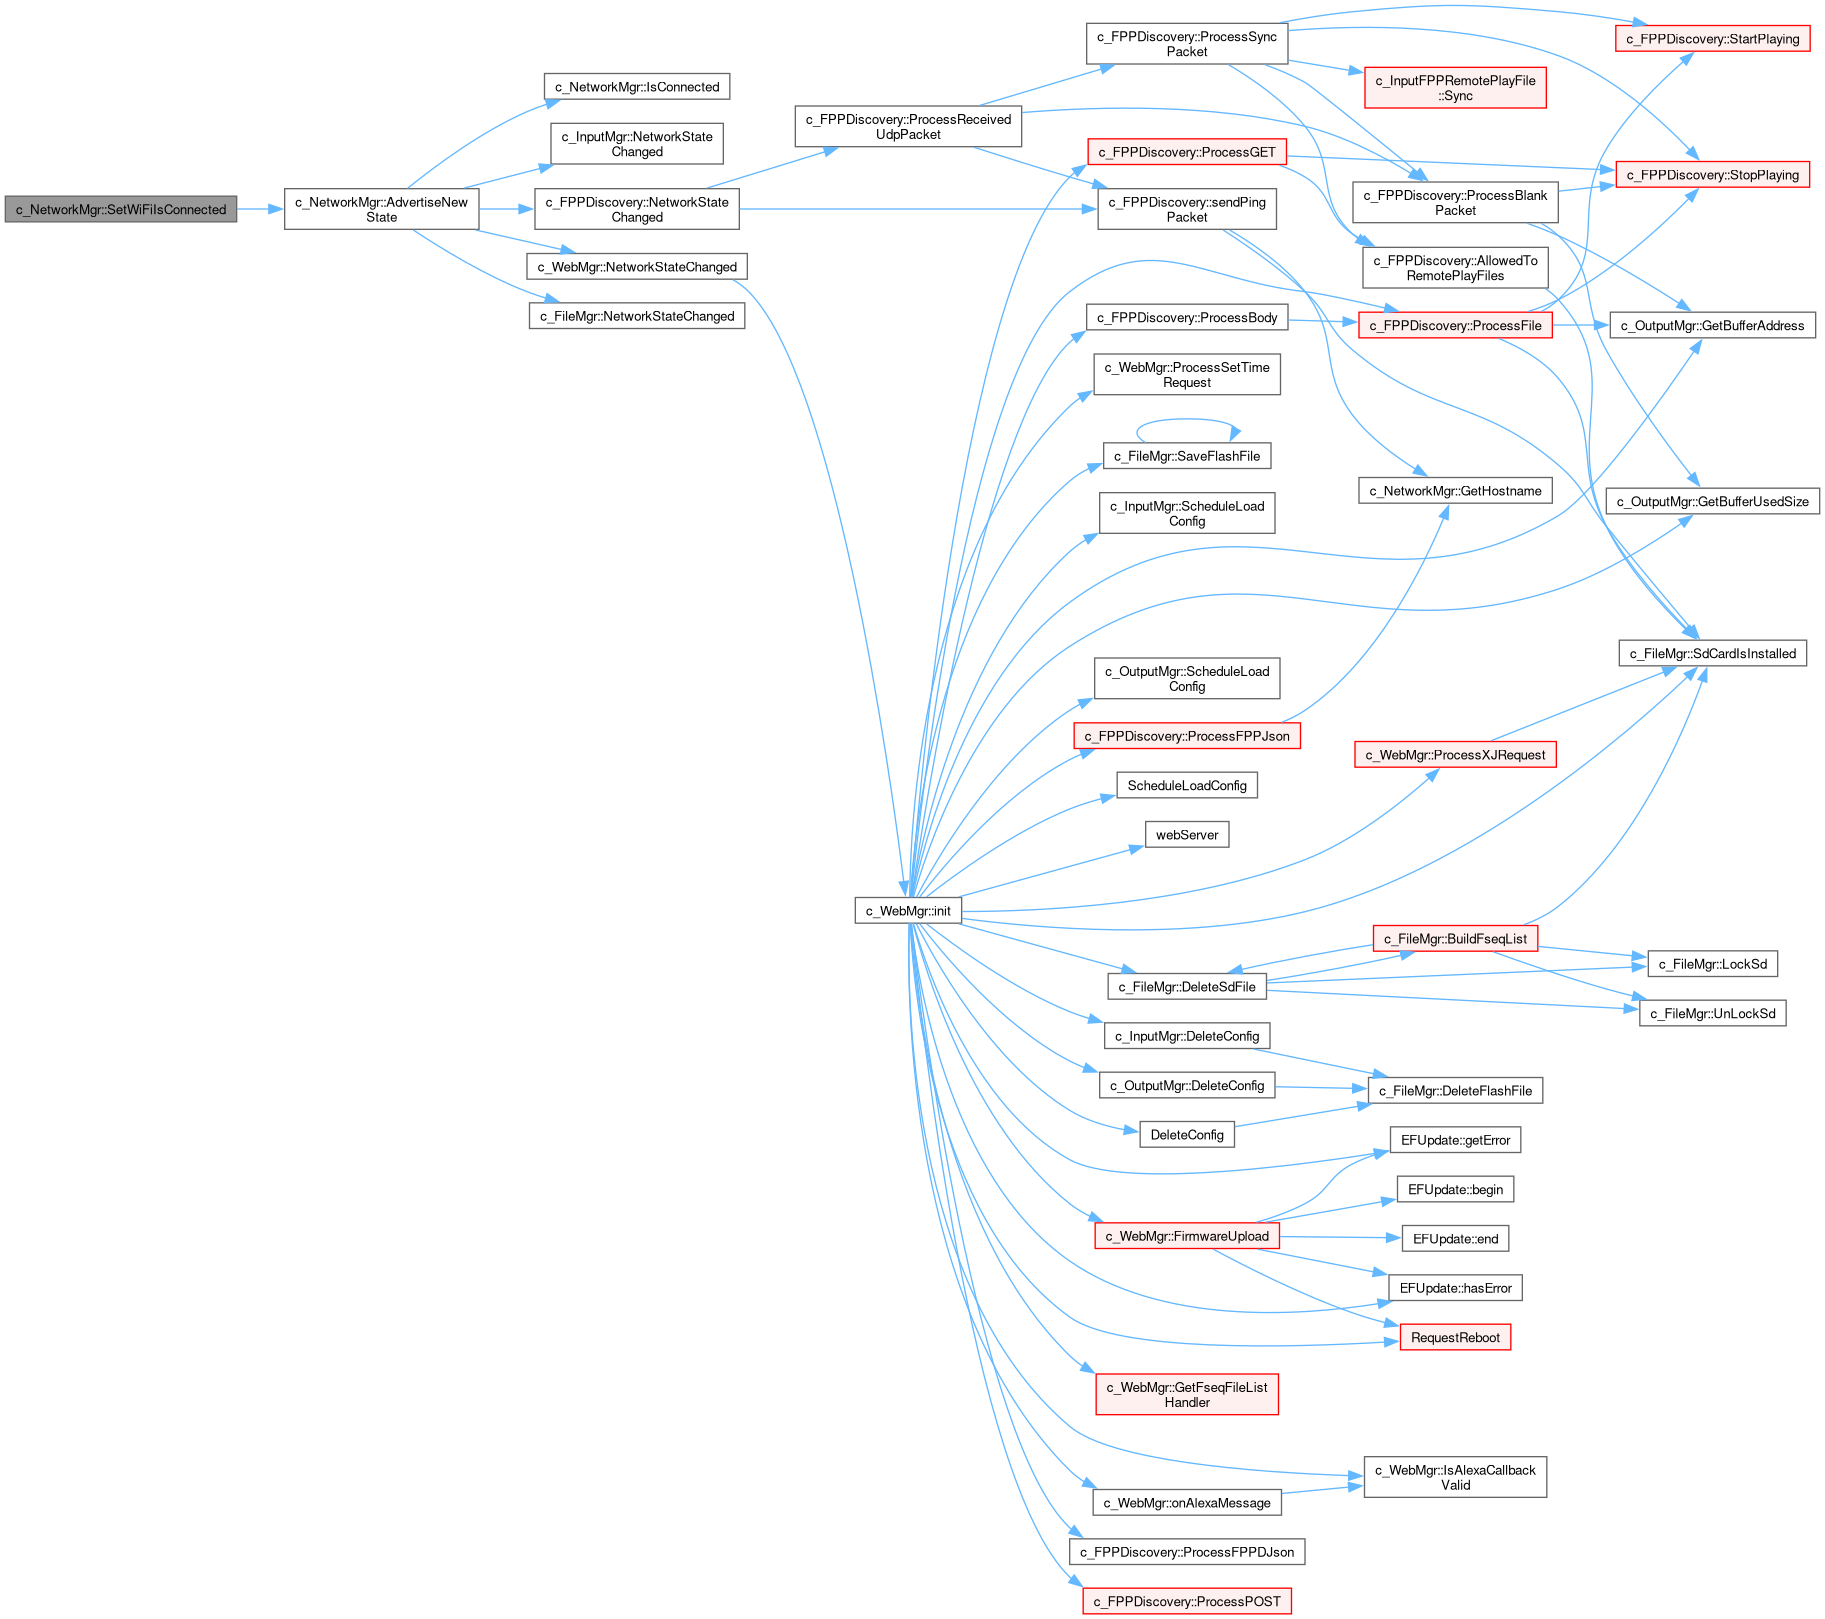 c_NetworkMgr::SetWiFiIsConnected
c_NetworkMgr::AdvertiseNew
State
c_NetworkMgr::IsConnected
c_InputMgr::NetworkState
Changed
c_FPPDiscovery::NetworkState
Changed
c_WebMgr::NetworkStateChanged
c_FileMgr::NetworkStateChanged
c_FPPDiscovery::ProcessReceived
UdpPacket
c_WebMgr::init
c_FPPDiscovery::ProcessSync
Packet
c_FPPDiscovery::ProcessGET
c_FPPDiscovery::sendPing
Packet
c_FPPDiscovery::ProcessBody
c_WebMgr::ProcessSetTime
Request
c_FileMgr::SaveFlashFile
c_InputMgr::ScheduleLoad
Config
c_OutputMgr::ScheduleLoad
Config
c_FPPDiscovery::ProcessFPPJson
ScheduleLoadConfig
webServer
c_FileMgr::DeleteSdFile
c_InputMgr::DeleteConfig
c_OutputMgr::DeleteConfig
DeleteConfig
c_WebMgr::FirmwareUpload
c_WebMgr::GetFseqFileList
Handler
c_WebMgr::onAlexaMessage
c_FPPDiscovery::ProcessFPPDJson
c_FPPDiscovery::ProcessPOST
c_InputFPPRemotePlayFile
::Sync
c_FPPDiscovery::ProcessBlank
Packet
c_FPPDiscovery::AllowedTo
RemotePlayFiles
c_FPPDiscovery::ProcessFile
c_NetworkMgr::GetHostname
c_WebMgr::ProcessXJRequest
c_FileMgr::BuildFseqList
c_FileMgr::DeleteFlashFile
EFUpdate::getError
EFUpdate::begin
EFUpdate::end
EFUpdate::hasError
RequestReboot
c_WebMgr::IsAlexaCallback
Valid
c_FPPDiscovery::StartPlaying
c_FPPDiscovery::StopPlaying
c_OutputMgr::GetBufferAddress
c_OutputMgr::GetBufferUsedSize
c_FileMgr::SdCardIsInstalled
c_FileMgr::LockSd
c_FileMgr::UnLockSd